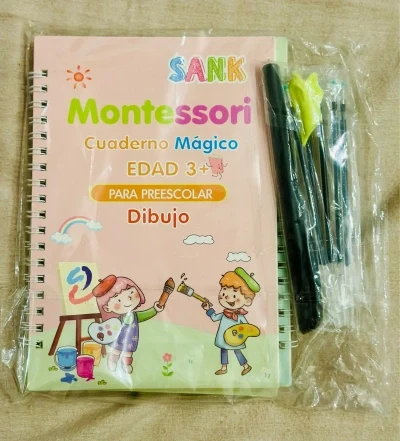 SANK
Montessori
Cuaderno Mágico
EDAD 3+
PARA PREESCOLAR
Dibujo